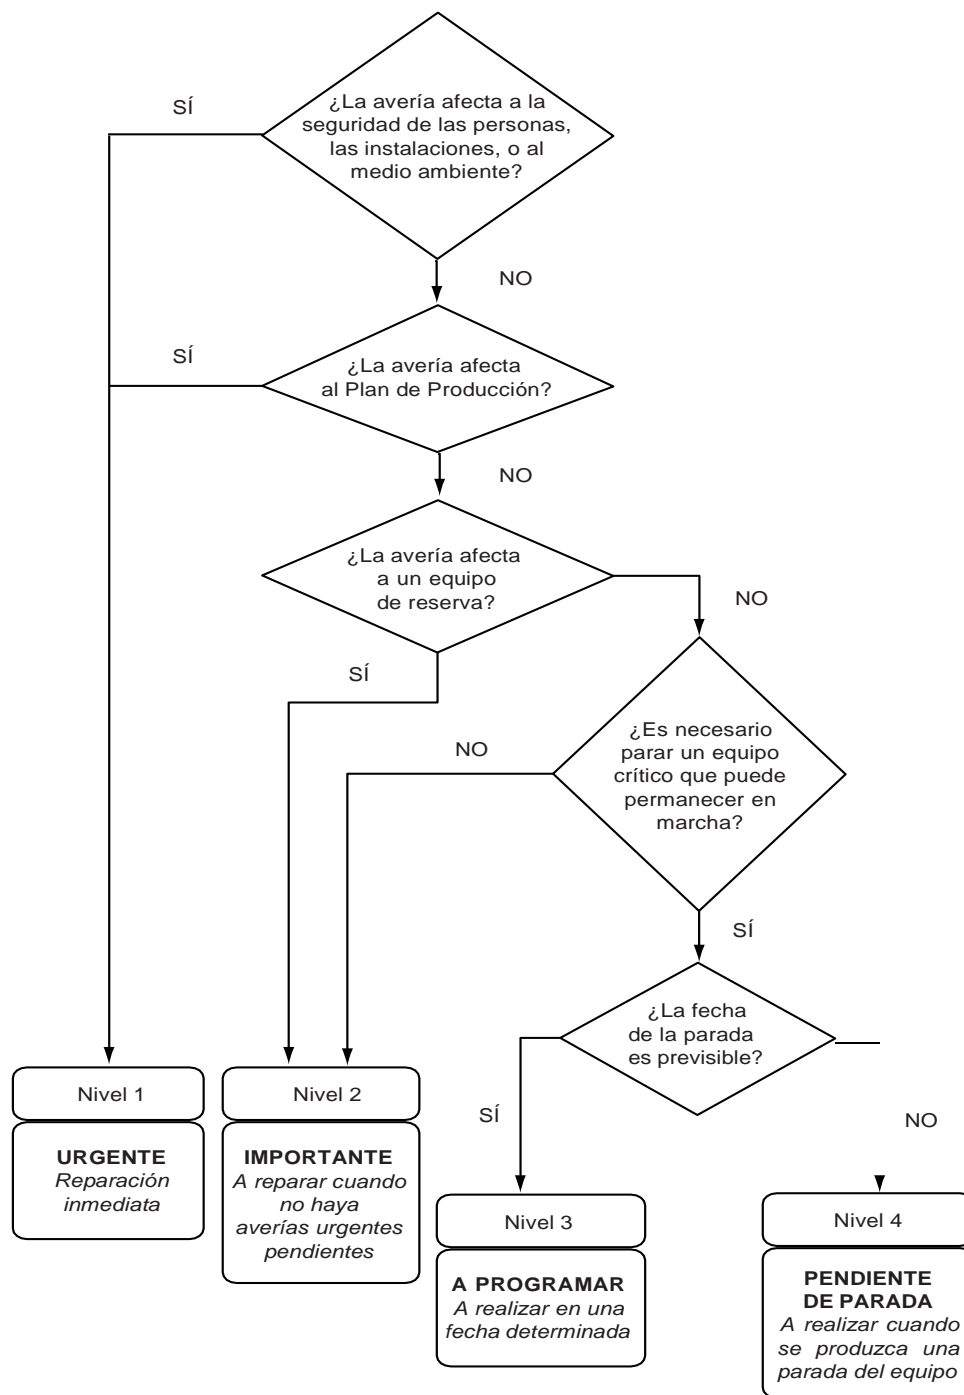 SÍ
¿La avería afecta a la
seguridad de las personas,
las instalaciones, o al
medio ambiente?
NO
SÍ
¿La avería afecta
al Plan de Producción?
NO
¿La avería afecta
a un equipo
de reserva?
NO
SÍ
NO
¿Es necesario
parar un equipo
crítico que puede
permanecer en
marcha?
SÍ
¿La fecha
de la parada
es previsible?
SÍ
NO
Nivel 1
URGENTE
Reparación
inmediata
Nivel 2
IMPORTANTE
A reparar cuando
no haya
averías urgentes
pendientes
Nivel 3
A PROGRAMAR
A realizar en una
fecha determinada
Nivel 4
PENDIENTE
DE PARADA
A realizar cuando
se produzca una
parada del equipo